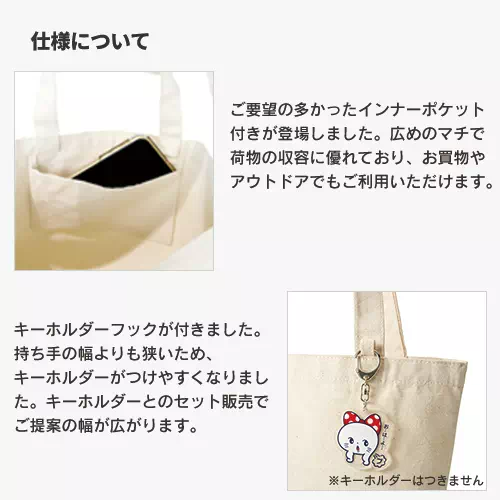 仕様について
ご要望の多かったインナーポケット
付きが登場しました。広めのマチで
荷物の収容に優れており、お買物や
アウトドアでもご利用いただけます。
キーホルダーフックが付きました。
持ち手の幅よりも狭いため、
キーホルダーがつけやすくなりまし
た。キーホルダーとのセット販売で
ご提案の幅が広がります。
※キーホルダーはつきません